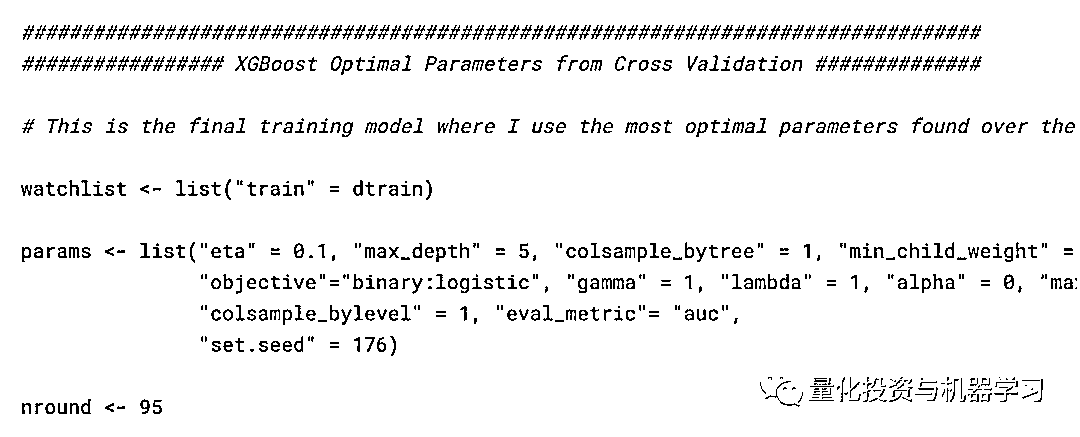 ################################################################################
################# XGBoost Optimal Parameters from Cross Validation ##############
# This is the final training model where I use the most optimal parameters found over the
watchlist <- list("train" = dtrain)
params <- list("eta" = 0.1, "max_depth" = 5, "colsample_bytree" = 1, "min_child_weight" =
"objective"="binary:logistic", "gamma" = 1, "lambda" = 1, "alpha" = 0, "max
"colsample_bylevel" = 1, "eval_metric"= "auc",
"set.seed" = 176)
nround <- 95
量化投资与机器学习